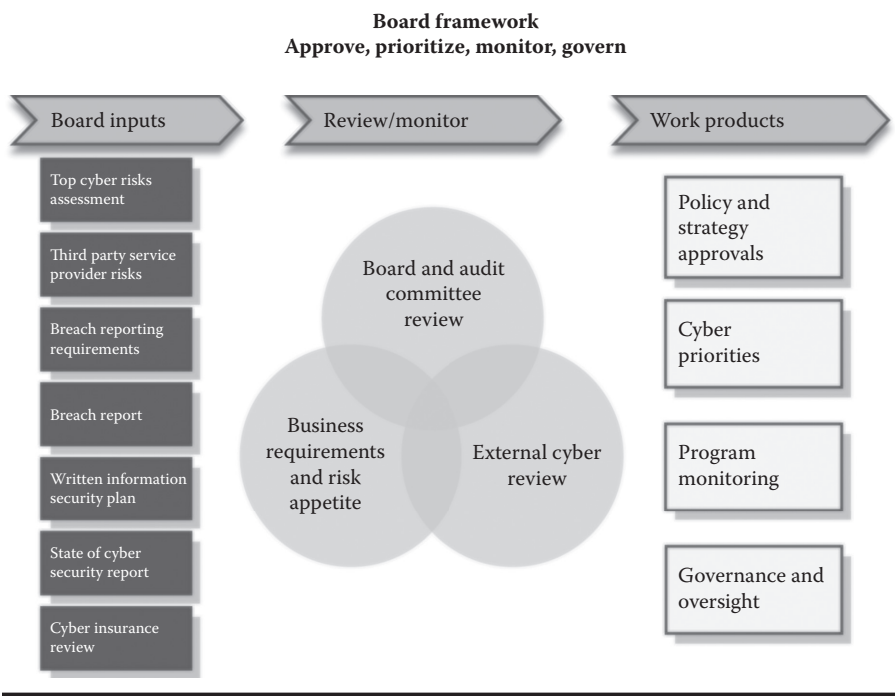 Board framework
Approve, prioritize, monitor, govern
Board inputs
Top cyber risks
assessment
Third party service
provider risks
Breach reporting
requirements
Breach report
Written information
security plan
State of cyber
security report
Cyber insurance
review
Review/monitor
Board and audit
committee
review
Business
requirements
and risk
appetite
External cyber
review
Work products
Policy and
strategy
approvals
Cyber
priorities
Program
monitoring
Governance and
oversight